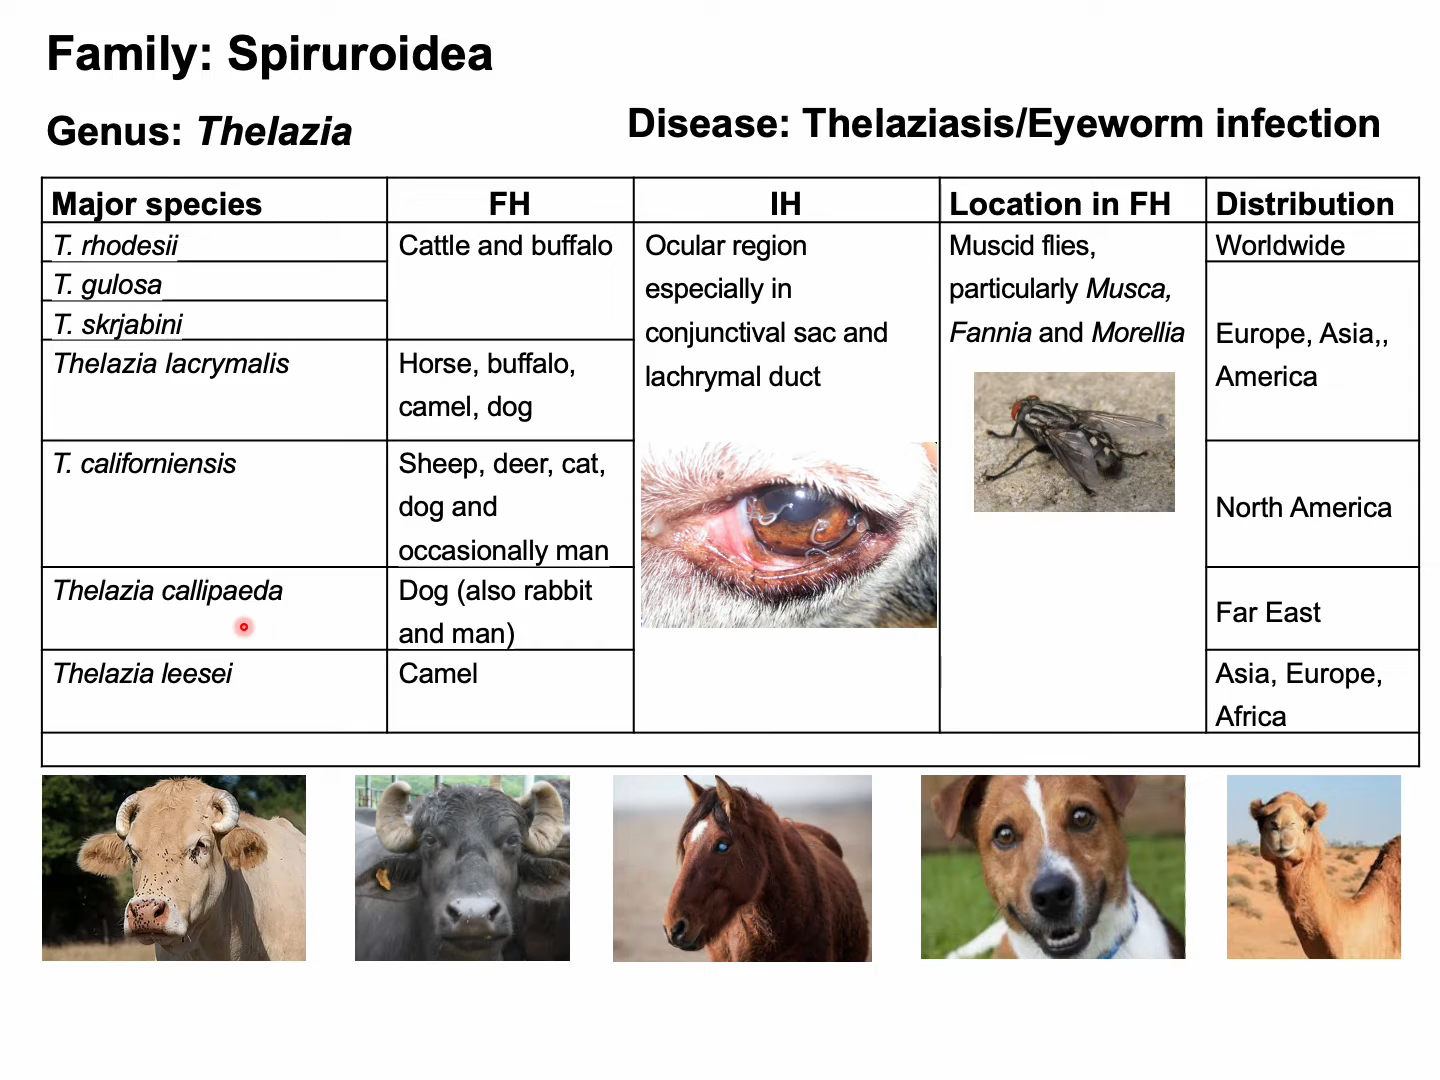 Family: Spiruroidea
Genus: Thelazia
Disease: Thelaziasis/Eyeworm infection
Major species
FH
IH
Location in FH
Distribution
T. rhodesii
T. gulosa
T. skrjabini
Cattle and buffalo
Ocular region
especially in
conjunctival sac and
lachrymal duct
Muscid flies,
particularly Musca,
Fannia and Morellia
Worldwide
Europe, Asia,,
America
Thelazia lacrymalis
Horse, buffalo,
camel, dog
T. californiensis
Sheep, deer, cat,
dog and
occasionally man
North America
Thelazia callipaeda
Dog (also rabbit
and man)
Far East
Thelazia leesei
Camel
Asia, Europe,
Africa